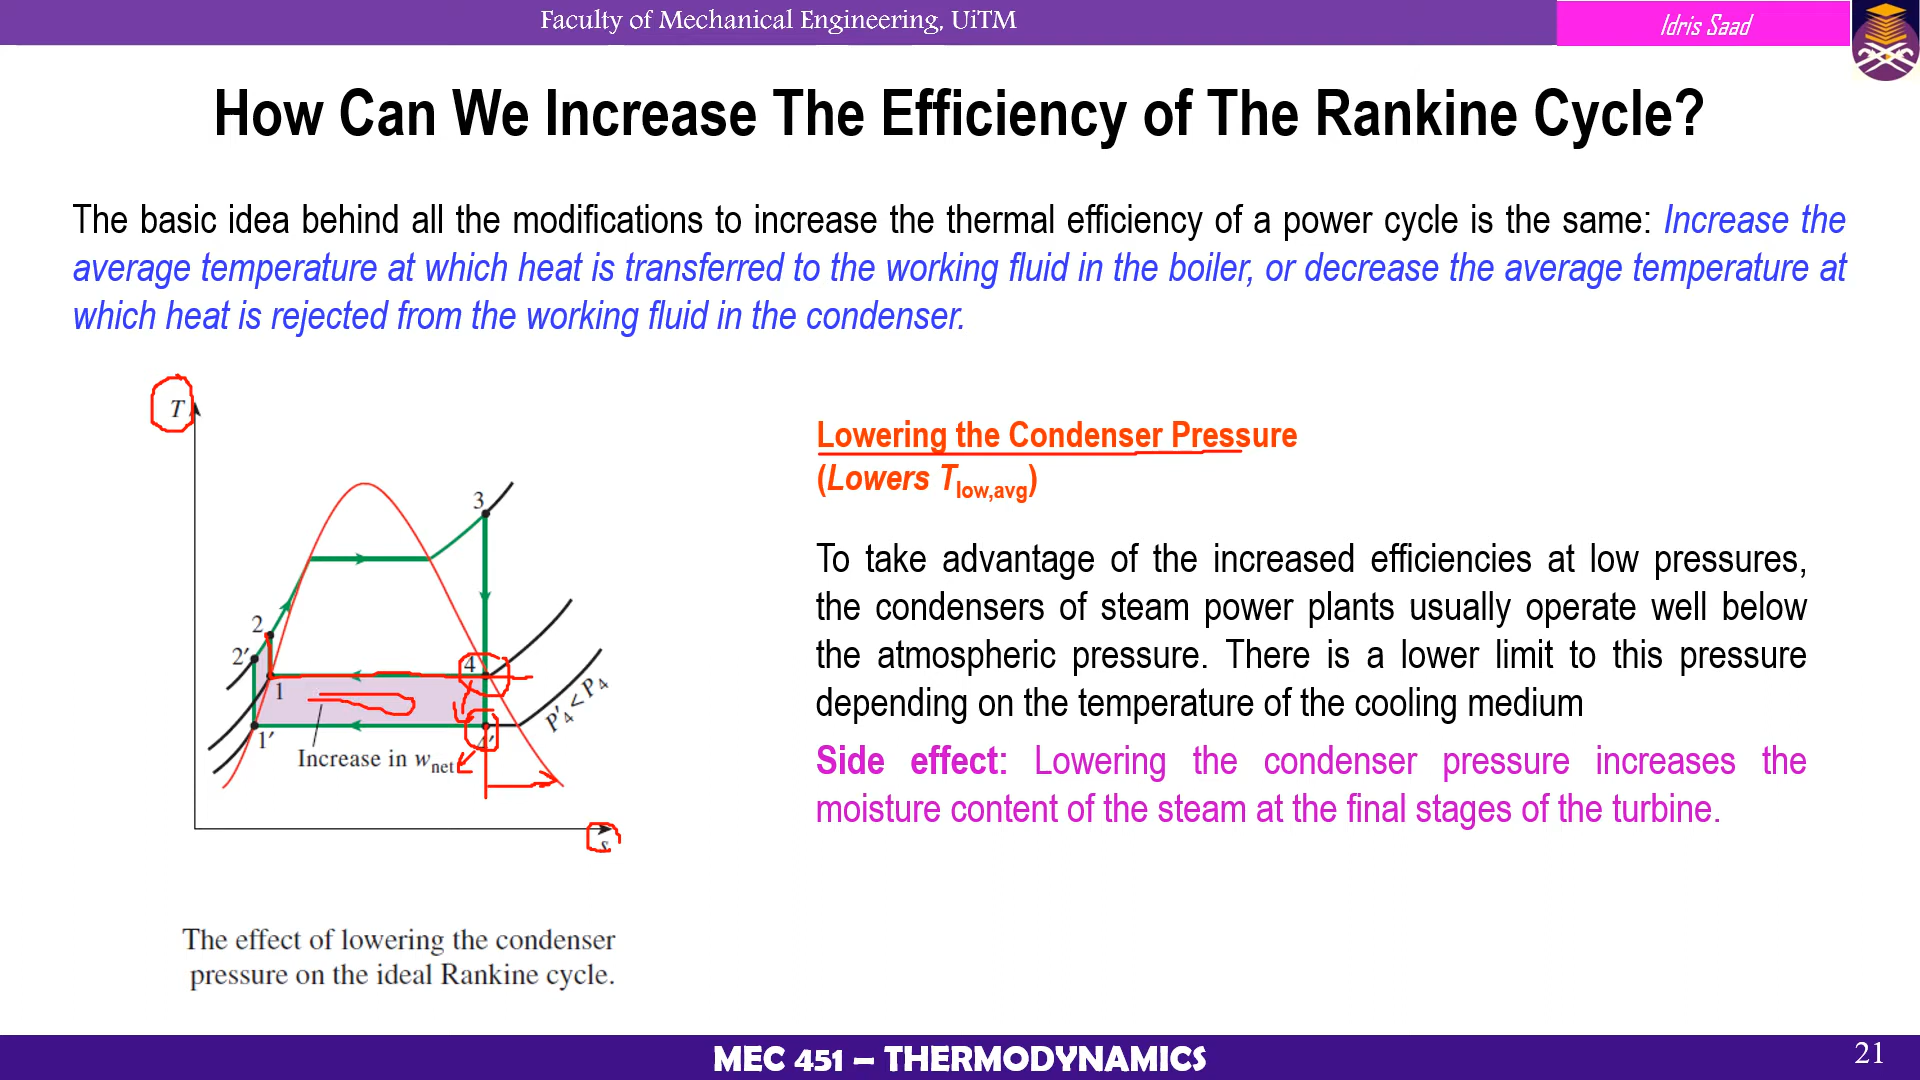 Faculty of Mechanical Engineering, UiTM
Idris Saad
How Can We Increase The Efficiency of The Rankine Cycle?
The basic idea behind all the modifications to increase the thermal efficiency of a power cycle is the same: Increase the
average temperature at which heat is transferred to the working fluid in the boiler, or decrease the average temperature at
which heat is rejected from the working fluid in the condenser.
T
3
2
2′
4
1
1′
4′
P′4 < P4
Increase in wnet
s
The effect of lowering the condenser
pressure on the ideal Rankine cycle.
Lowering the Condenser Pressure
(Lowers Tlow,avg)
To take advantage of the increased efficiencies at low pressures,
the condensers of steam power plants usually operate well below
the atmospheric pressure. There is a lower limit to this pressure
depending on the temperature of the cooling medium
Side effect: Lowering the condenser pressure increases the
moisture content of the steam at the final stages of the turbine.
MEC 451 – THERMODYNAMICS
21